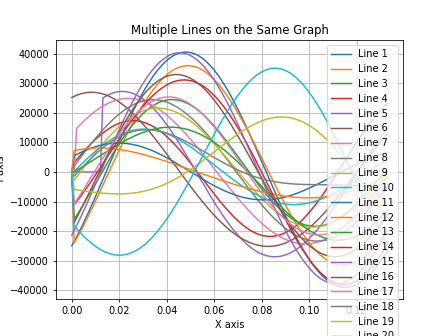 Multiple Lines on the Same Graph
40000
30000
20000
10000
0
−10000
−20000
−30000
−40000
0.00
0.02
0.04
0.06
0.08
0.10
X axis
Line 1
Line 2
Line 3
Line 4
Line 5
Line 6
Line 7
Line 8
Line 9
Line 10
Line 11
Line 12
Line 13
Line 14
Line 15
Line 16
Line 17
Line 18
Line 19
Line 20